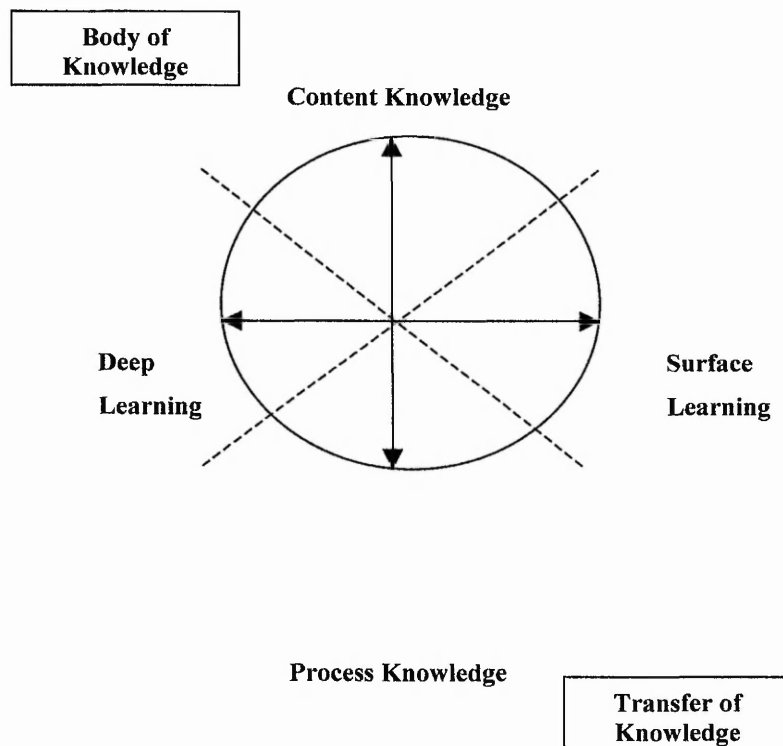 Body of
Knowledge
Content Knowledge
Deep
Learning
Surface
Learning
Process Knowledge
Transfer of
Knowledge